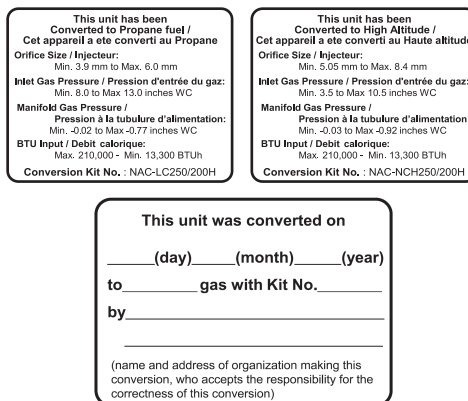 This unit has been
Converted to Propane fuel /
Cet appareil a ete converti au Propane
Orifice Size / Injecteur:
Min. 3.9 mm to Max. 6.0 mm
Inlet Gas Pressure / Pression d'entrée du gaz:
Min. 8.0 to Max 13.0 inches WC
Manifold Gas Pressure /
Pression à la tubulure d'alimentation:
Min. -0.02 to Max -0.77 inches WC
BTU Input / Debit calorique:
Max. 210,000 - Min. 13,300 BTUh
Conversion Kit No. : NAC-LC250/200H
This unit has been
Converted to High Altitude /
Cet appareil a ete converti au Haute altitude
Orifice Size / Injecteur:
Min. 5.05 mm to Max. 8.4 mm
Inlet Gas Pressure / Pression d'entrée du gaz:
Min. 3.5 to Max 10.5 inches WC
Manifold Gas Pressure /
Pression à la tubulure d'alimentation
Min. -0.03 to Max -0.92 inches WC
BTU Input / Debit calorique:
Max. 210,000 - Min. 13,300 BTUh
Conversion Kit No. : NAC-NCH250/200H
This unit was converted on
_____(day)_____(month)_____(year)
to________ gas with Kit No.________
by______________________________
______________________________
(name and address of organization making this
conversion, who accepts the responsibility for the
correctness of this conversion)